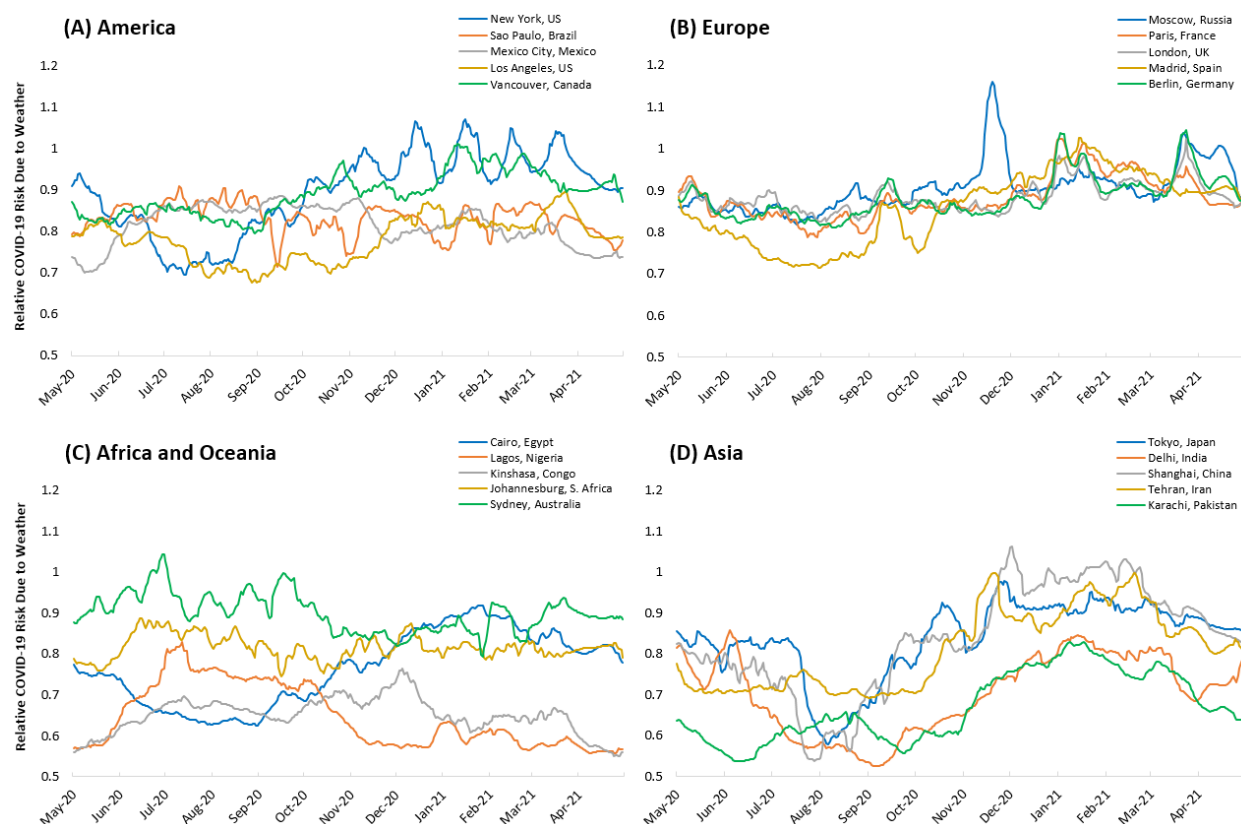 (A) America
New York, US
Sao Paulo, Brazil
Mexico City, Mexico
Los Angeles, US
Vancouver, Canada
Relative COVID-19 Risk Due to Weather
1.2
1.1
1
0.9
0.8
0.7
0.6
0.5
May-20
Jun-20
Jul-20
Aug-20
Sep-20
Oct-20
Nov-20
Dec-20
Jan-21
Feb-21
Mar-21
Apr-21
(B) Europe
Moscow, Russia
Paris, France
London, UK
Madrid, Spain
Berlin, Germany
1.2
1.1
1
0.9
0.8
0.7
0.6
0.5
May-20
Jun-20
Jul-20
Aug-20
Sep-20
Oct-20
Nov-20
Dec-20
Jan-21
Feb-21
Mar-21
Apr-21
(C) Africa and Oceania
Cairo, Egypt
Lagos, Nigeria
Kinshasa, Congo
Johannesburg, S. Africa
Sydney, Australia
Relative COVID-19 Risk Due to Weather
1.2
1.1
1
0.9
0.8
0.7
0.6
0.5
May-20
Jun-20
Jul-20
Aug-20
Sep-20
Oct-20
Nov-20
Dec-20
Jan-21
Feb-21
Mar-21
Apr-21
(D) Asia
Tokyo, Japan
Delhi, India
Shanghai, China
Tehran, Iran
Karachi, Pakistan
1.2
1.1
1
0.9
0.8
0.7
0.6
0.5
May-20
Jun-20
Jul-20
Aug-20
Sep-20
Oct-20
Nov-20
Dec-20
Jan-21
Feb-21
Mar-21
Apr-21